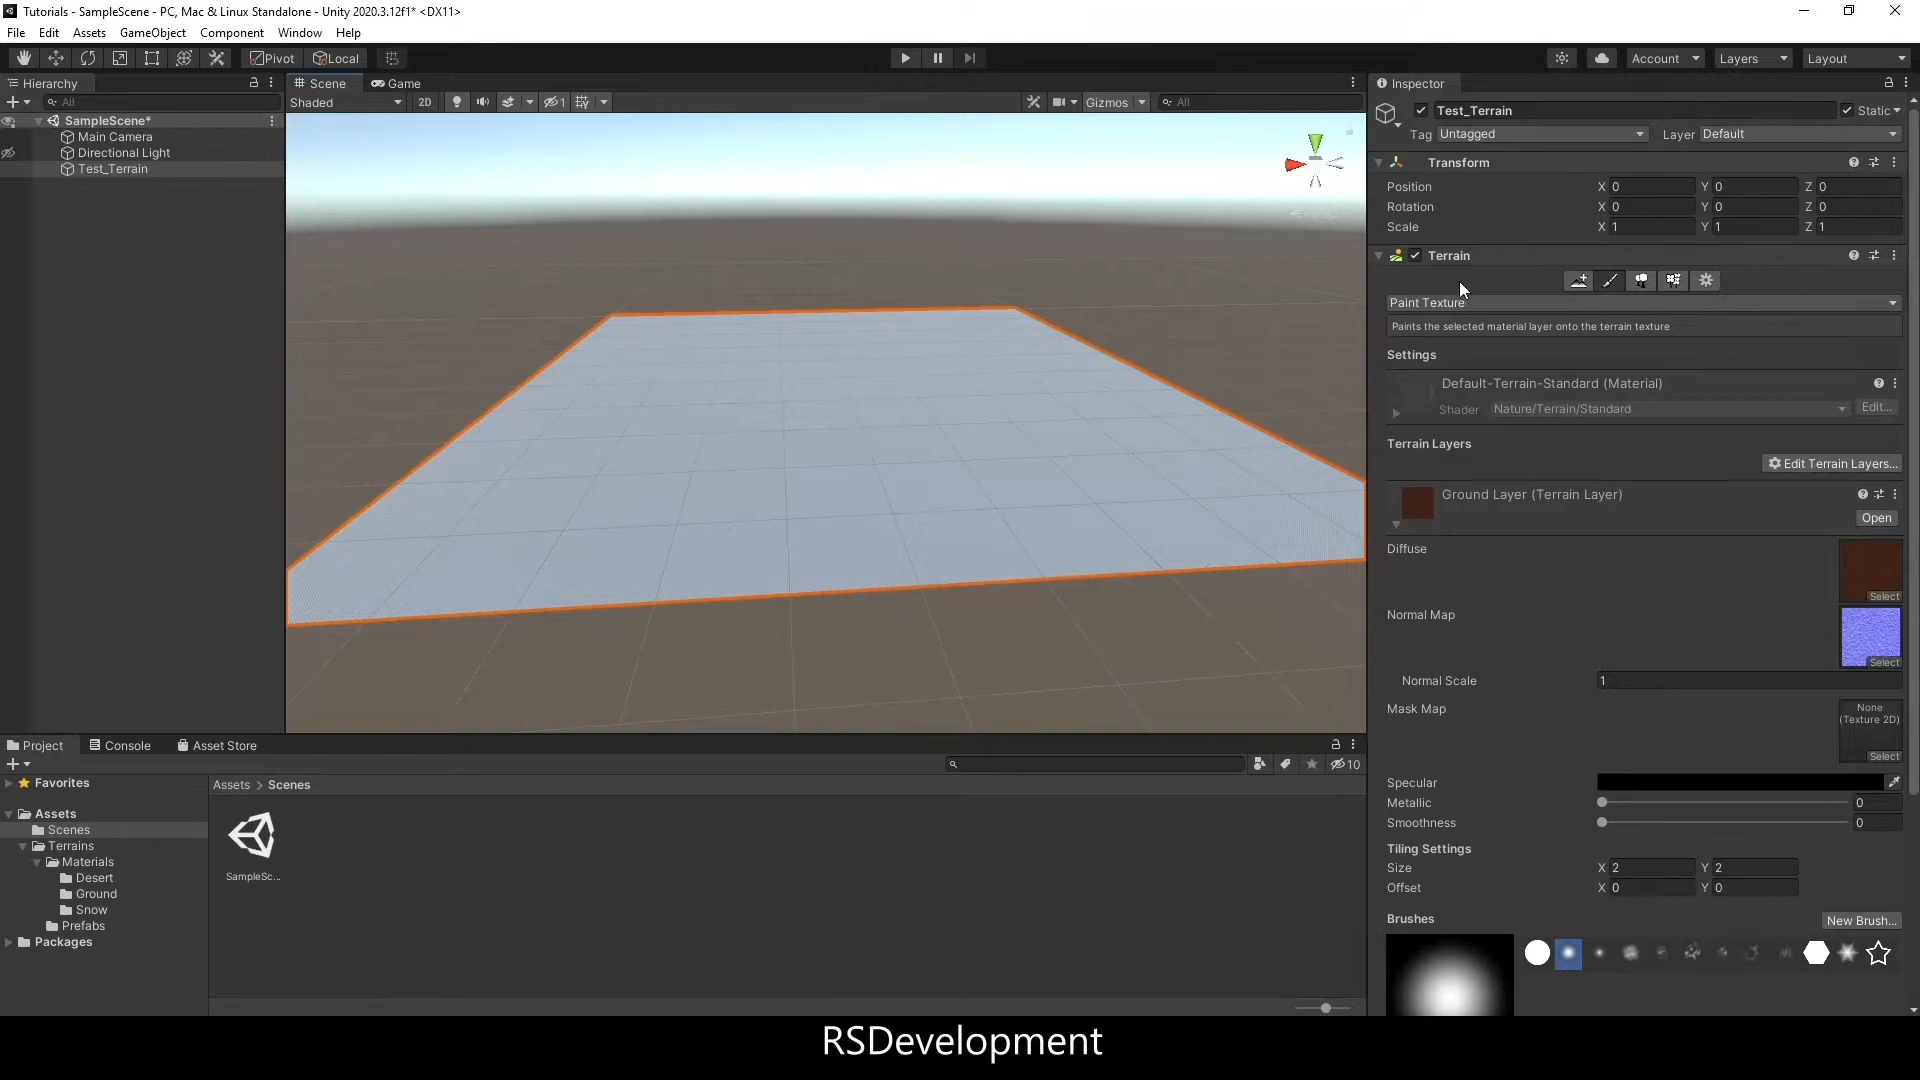 Tutorials - SampleScene - PC, Mac & Linux Standalone - Unity 2020.3.12f1* <DX11>
File Edit Assets GameObject Component Window Help
Pivot Local Account Layers Layout
Hierarchy
All
SampleScene*
Main Camera
Directional Light
Test_Terrain
Scene Game
Shaded 2D 1 Gizmos All
Inspector
Test_Terrain Static
Tag Untagged Layer Default
Transform
Position X 0 Y 0 Z 0
Rotation X 0 Y 0 Z 0
Scale X 1 Y 1 Z 1
Terrain
Paint Texture
Paints the selected material layer onto the terrain texture
Settings
Default-Terrain-Standard (Material)
Shader Nature/Terrain/Standard Edit...
Terrain Layers
Edit Terrain Layers...
Ground Layer (Terrain Layer)
Open
Diffuse
Select
Normal Map
Select
Normal Scale 1
Mask Map
None
(Texture 2D)
Select
Specular
Metallic 0
Smoothness 0
Tiling Settings
Size X 2 Y 2
Offset X 0 Y 0
Brushes New Brush...
Project Console Asset Store
10
Favorites
Assets
Scenes
Terrains
Materials
Desert
Ground
Snow
Prefabs
Packages
Assets > Scenes
SampleSc...
RSDevelopment